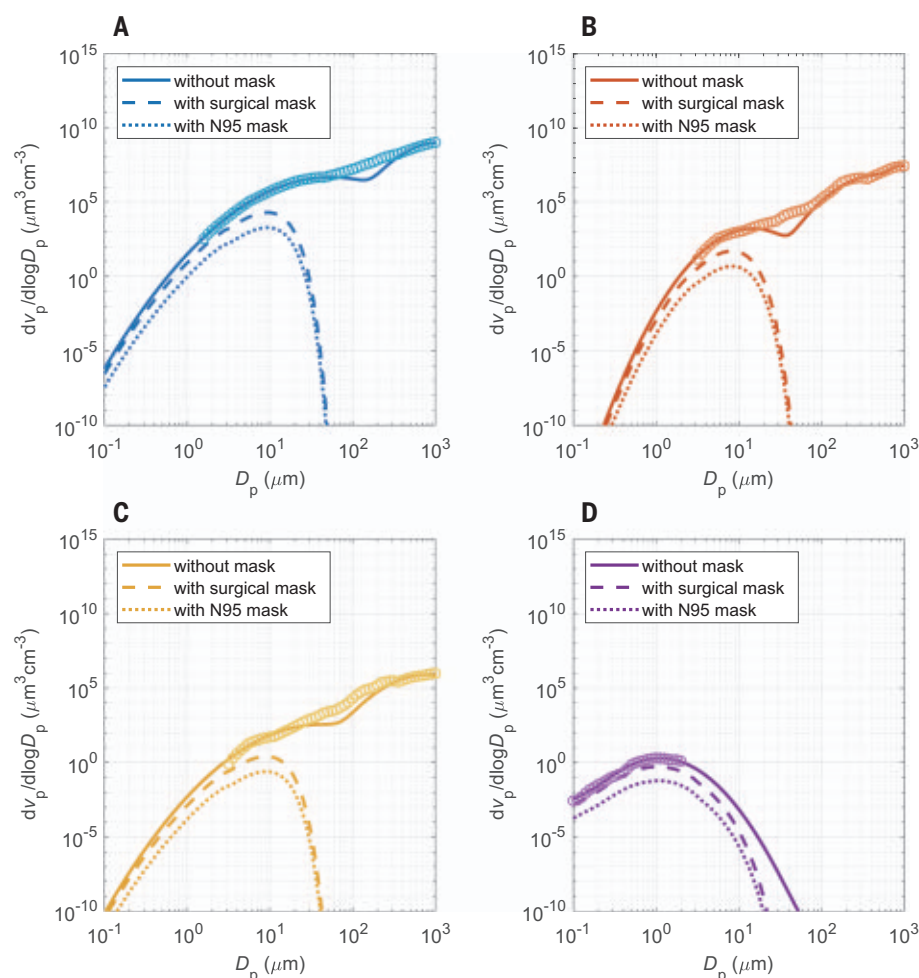 A
10^15
10^10
10^5
10^0
10^-5
10^-10
dv_p/dlogD_p (μm^3cm^-3)
without mask
with surgical mask
with N95 mask
10^-1 10^0 10^1 10^2 10^3
D_p (μm)
B
10^15
10^10
10^5
10^0
10^-5
10^-10
dv_p/dlogD_p (μm^3cm^-3)
without mask
with surgical mask
with N95 mask
10^-1 10^0 10^1 10^2 10^3
D_p (μm)
C
10^15
10^10
10^5
10^0
10^-5
10^-10
dv_p/dlogD_p (μm^3cm^-3)
without mask
with surgical mask
with N95 mask
10^-1 10^0 10^1 10^2 10^3
D_p (μm)
D
10^15
10^10
10^5
10^0
10^-5
10^-10
dv_p/dlogD_p (μm^3cm^-3)
without mask
with surgical mask
with N95 mask
10^-1 10^0 10^1 10^2 10^3
D_p (μm)